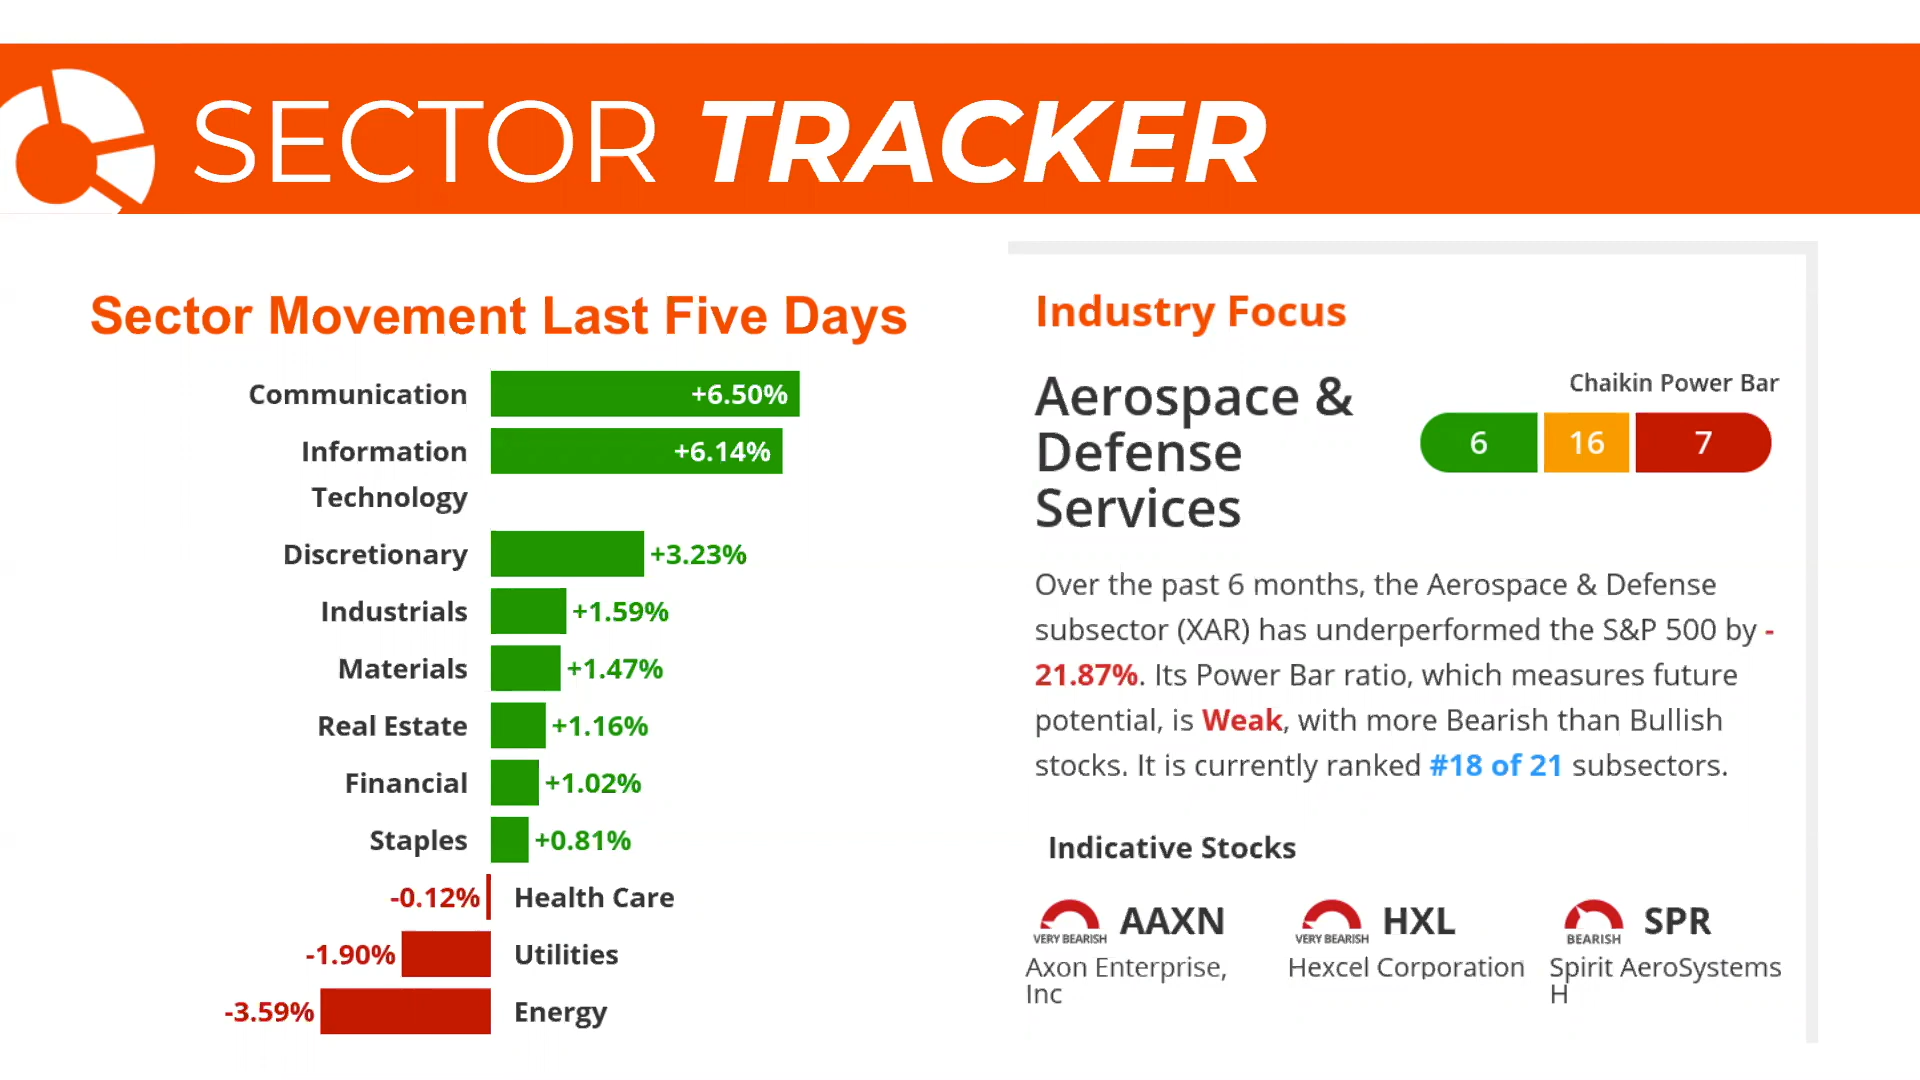 SECTOR TRACKER
Sector Movement Last Five Days
Communication +6.50%
Information +6.14%
Technology
Discretionary +3.23%
Industrials +1.59%
Materials +1.47%
Real Estate +1.16%
Financial +1.02%
Staples +0.81%
-0.12% Health Care
-1.90% Utilities
-3.59% Energy
Industry Focus
Aerospace &
Defense
Services
Chaikin Power Bar
6 16 7
Over the past 6 months, the Aerospace & Defense
subsector (XAR) has underperformed the S&P 500 by -
21.87%. Its Power Bar ratio, which measures future
potential, is Weak, with more Bearish than Bullish
stocks. It is currently ranked #18 of 21 subsectors.
Indicative Stocks
VERY BEARISH AAXN
Axon Enterprise,
Inc
VERY BEARISH HXL
Hexcel Corporation
BEARISH SPR
Spirit AeroSystems
H